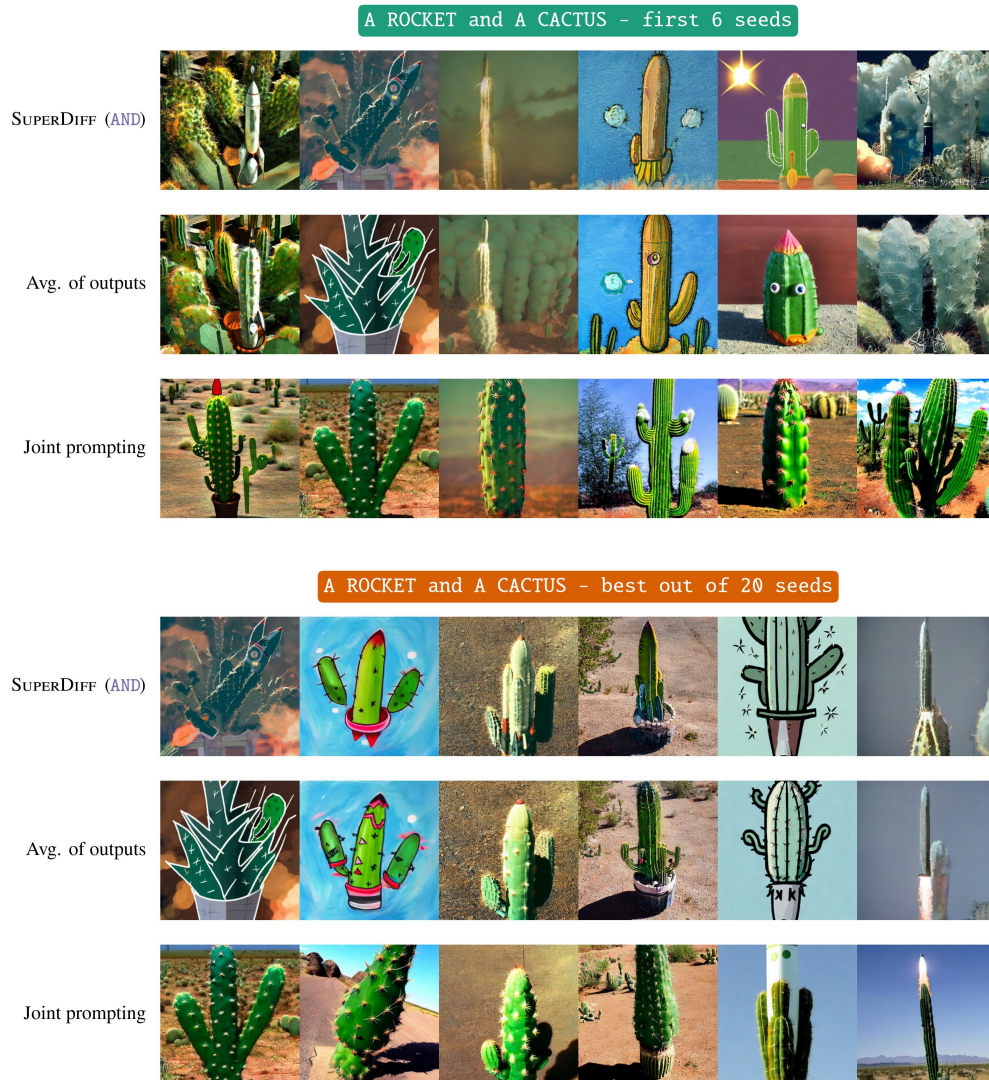 A ROCKET and A CACTUS - first 6 seeds
SUPERDIFF (AND)
Avg. of outputs
Joint prompting
A ROCKET and A CACTUS - best out of 20 seeds
SUPERDIFF (AND)
Avg. of outputs
Joint prompting